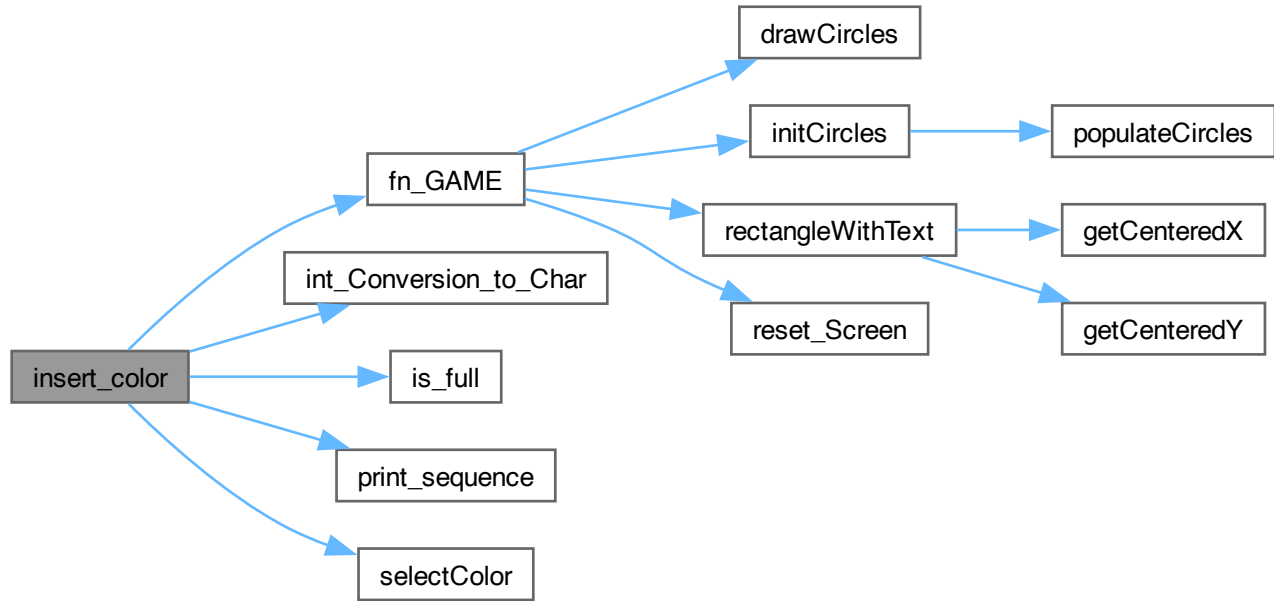 drawCircles
initCircles
populateCircles
fn_GAME
rectangleWithText
getCenteredX
int_Conversion_to_Char
reset_Screen
getCenteredY
insert_color
is_full
print_sequence
selectColor